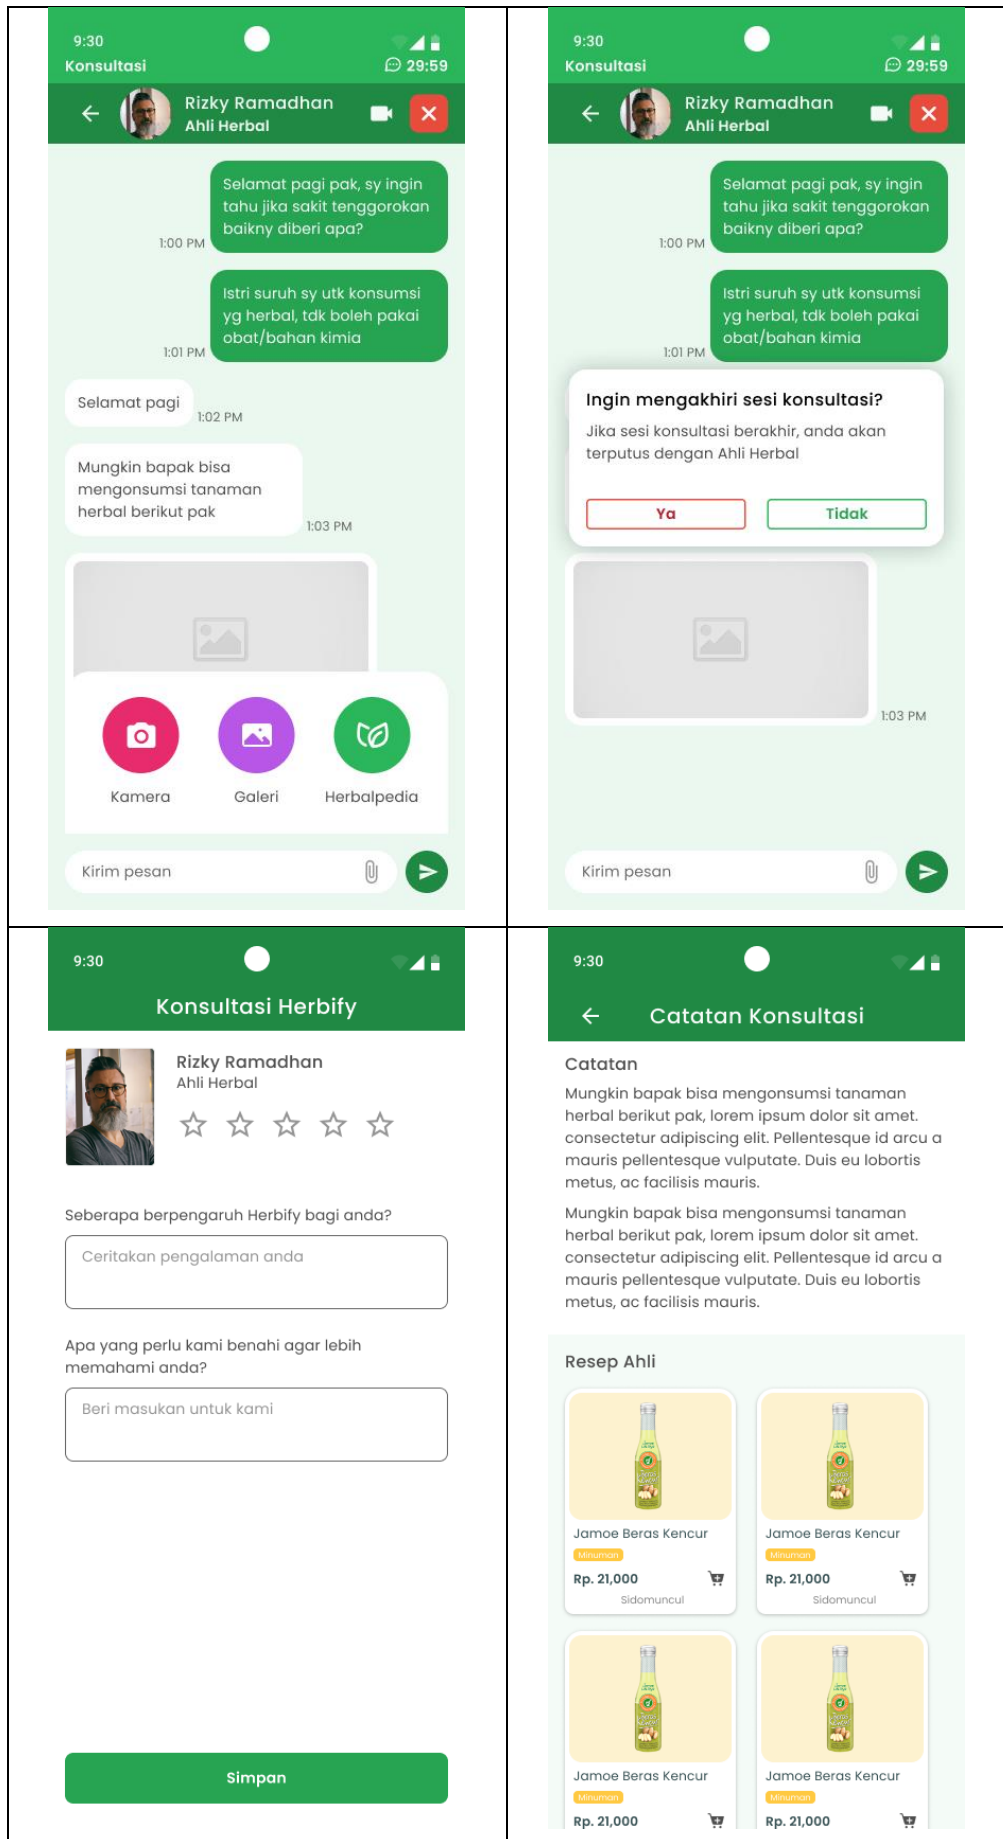 9:30
Konsultasi
29:59
Rizky Ramadhan
Ahli Herbal
Selamat pagi pak, sy ingin
tahu jika sakit tenggorokan
baikny diberi apa?
1:00 PM
Istri suruh sy utk konsumsi
yg herbal, tdk boleh pakai
obat/bahan kimia
1:01 PM
Selamat pagi
1:02 PM
Mungkin bapak bisa
mengonsumsi tanaman
herbal berikut pak
1:03 PM
Kamera
Galeri
Herbalpedia
Kirim pesan
9:30
Konsultasi
29:59
Rizky Ramadhan
Ahli Herbal
Selamat pagi pak, sy ingin
tahu jika sakit tenggorokan
baikny diberi apa?
1:00 PM
Istri suruh sy utk konsumsi
yg herbal, tdk boleh pakai
obat/bahan kimia
1:01 PM
Ingin mengakhiri sesi konsultasi?
Jika sesi konsultasi berakhir, anda akan
terputus dengan Ahli Herbal
Ya
Tidak
1:03 PM
Kirim pesan
9:30
Konsultasi Herbify
Rizky Ramadhan
Ahli Herbal
Seberapa berpengaruh Herbify bagi anda?
Ceritakan pengalaman anda
Apa yang perlu kami benahi agar lebih
memahami anda?
Beri masukan untuk kami
Simpan
9:30
Catatan Konsultasi
Catatan
Mungkin bapak bisa mengonsumsi tanaman
herbal berikut pak, lorem ipsum dolor sit amet.
consectetur adipiscing elit. Pellentesque id arcu a
mauris pellentesque vulputate. Duis eu lobortis
metus, ac facilisis mauris.
Mungkin bapak bisa mengonsumsi tanaman
herbal berikut pak, lorem ipsum dolor sit amet.
consectetur adipiscing elit. Pellentesque id arcu a
mauris pellentesque vulputate. Duis eu lobortis
metus, ac facilisis mauris.
Resep Ahli
Jamoe Beras Kencur
Minuman
Rp. 21,000
Sidomuncul
Jamoe Beras Kencur
Minuman
Rp. 21,000
Sidomuncul
Jamoe Beras Kencur
Minuman
Rp. 21,000
Jamoe Beras Kencur
Minuman
Rp. 21,000